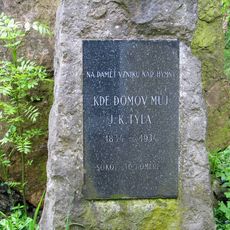 NA PAMĚŤ VZNIKU NÁR. HYMNY
KDE DOMOV MŮJ
J. K. TYLA
1834 – 1934
SOKOL